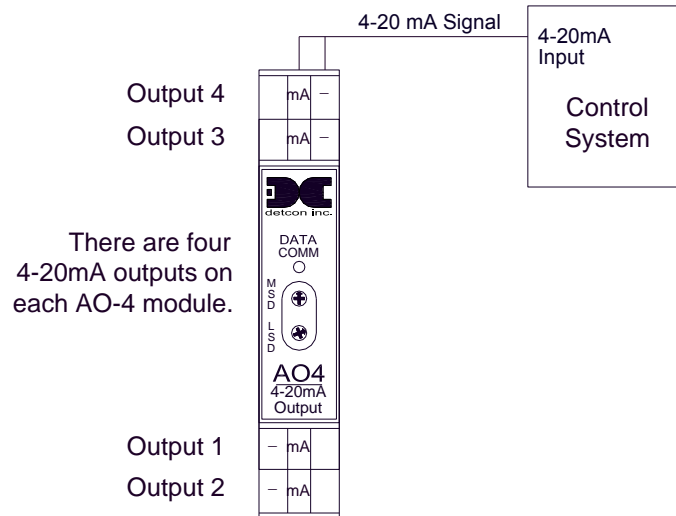 4-20 mA Signal
4-20mA
Input
Control
System
Output 4
mA –
Output 3
mA –
detcon inc.
There are four
4-20mA outputs on
each AO-4 module.
DATA
COMM
M
S
D
L
S
D
AO4
4-20mA
Output
Output 1
– mA
Output 2
– mA